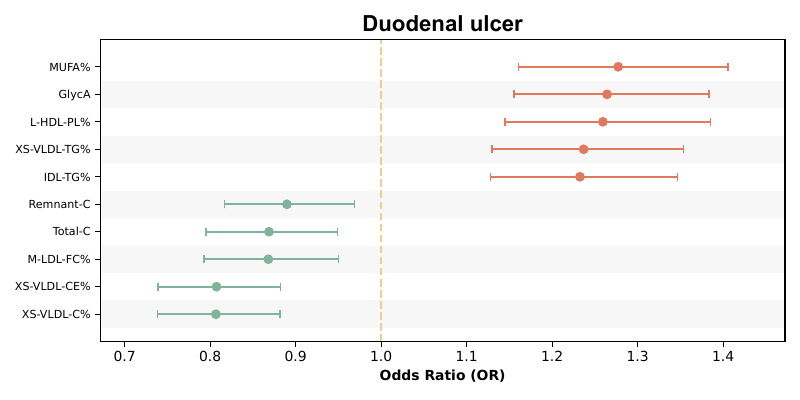 Duodenal ulcer
MUFA%
GlycA
L-HDL-PL%
XS-VLDL-TG%
IDL-TG%
Remnant-C
Total-C
M-LDL-FC%
XS-VLDL-CE%
XS-VLDL-C%
0.7 0.8 0.9 1.0 1.1 1.2 1.3 1.4
Odds Ratio (OR)